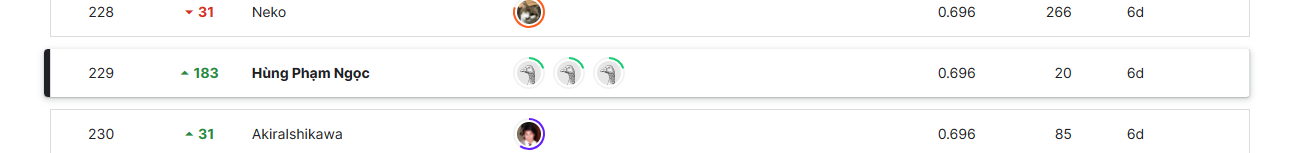 228 31 Neko 0.696 266 6d
229 183 Hùng Phạm Ngọc 0.696 20 6d
230 31 AkiraIshikawa 0.696 85 6d